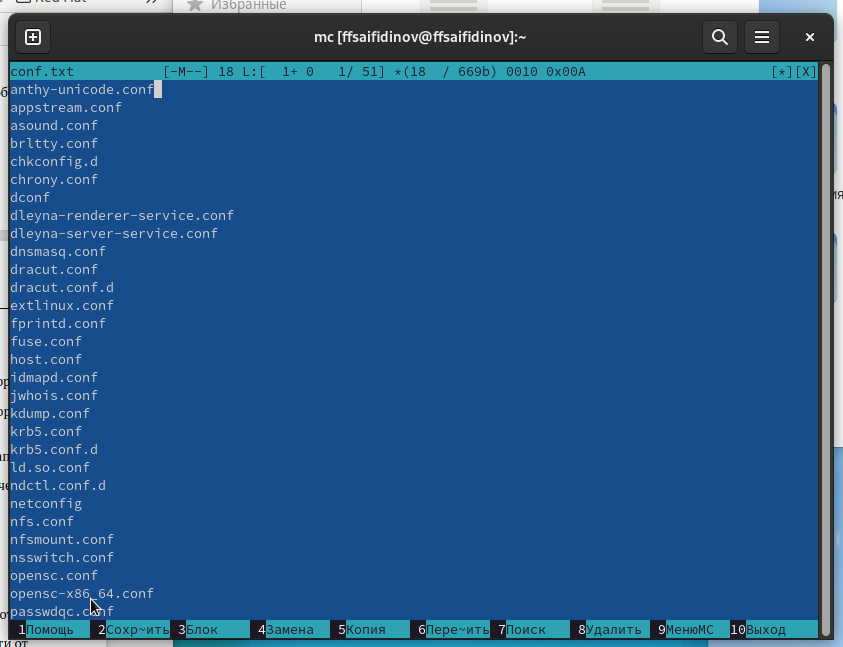 Red Hat
Избранные
mc [ffsaifidinov@ffsaifidinov]:~
conf.txt [-M--] 18 L:[ 1+ 0 1/ 51] *(18 / 669b) 0010 0x00A [*][X]
anthy-unicode.conf
appstream.conf
asound.conf
brltty.conf
chkconfig.d
chrony.conf
dconf
dleyna-renderer-service.conf
dleyna-server-service.conf
dnsmasq.conf
dracut.conf
dracut.conf.d
extlinux.conf
fprintd.conf
fuse.conf
host.conf
idmapd.conf
jwhois.conf
kdump.conf
krb5.conf
krb5.conf.d
ld.so.conf
ndctl.conf.d
netconfig
nfs.conf
nfsmount.conf
nsswitch.conf
opensc.conf
opensc-x86_64.conf
passwdqc.conf
1Помощь 2Сохр~ить 3Блок 4Замена 5Копия 6Пере~ить 7Поиск 8Удалить 9МенюМС 10Выход